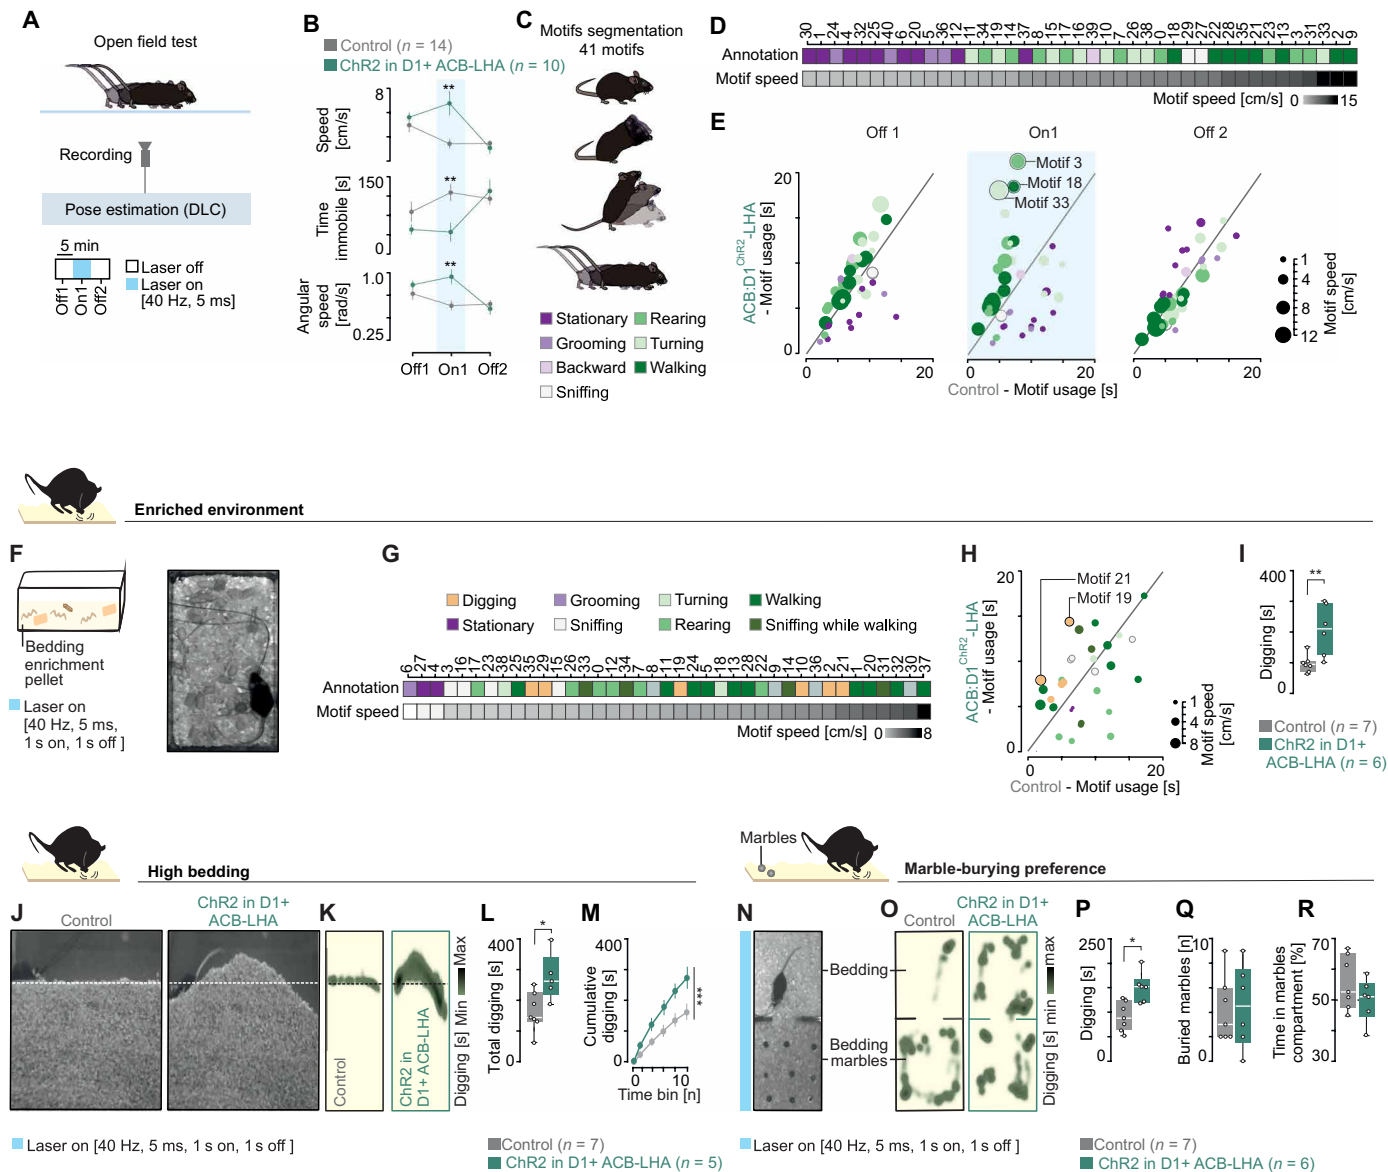 A
Open field test
Recording
Pose estimation (DLC)
5 min
Laser off
Laser on
[40 Hz, 5 ms]
Off1
On1
Off2
B
Control (n = 14)
ChR2 in D1+ ACB-LHA (n = 10)
Speed
[cm/s]
8
0
**
Time
immobile [s]
150
0
**
Angular
speed [rad/s]
1.0
0.25
**
Off1 On1 Off2
C
Motifs segmentation
41 motifs
Stationary
Rearing
Grooming
Turning
Backward
Walking
Sniffing
D
Annotation
Motif speed
Motif speed [cm/s] 0 15
E
Off 1
On1
Off 2
ACB:D1ChR2-LHA
- Motif usage [s]
20
0
0 20
0 20
0 20
Motif 3
Motif 18
Motif 33
Control - Motif usage [s]
1
4
8
12
Motif speed
[cm/s]
Enriched environment
F
Bedding
enrichment
pellet
Laser on
[40 Hz, 5 ms,
1 s on, 1 s off ]
G
Digging
Grooming
Turning
Walking
Stationary
Sniffing
Rearing
Sniffing while walking
Annotation
Motif speed
Motif speed [cm/s] 0 8
H
ACB:D1ChR2-LHA
- Motif usage [s]
20
0
0 20
Motif 21
Motif 19
1
4
8
Motif speed
[cm/s]
Control - Motif usage [s]
I
Digging [s]
400
0
**
Control (n = 7)
ChR2 in D1+
ACB-LHA (n = 6)
High bedding
J
Control
ChR2 in D1+
ACB-LHA
K
Control
ChR2 in
D1+ ACB-LHA
Digging [s] Min Max
L
Total digging [s]
400
0
*
M
Cumulative
digging [s]
400
0
0 10
Time bin [n]
***
Laser on [40 Hz, 5 ms, 1 s on, 1 s off ]
Control (n = 7)
ChR2 in D1+ ACB-LHA (n = 5)
Marbles
Marble-burying preference
N
Bedding
Bedding
marbles
O
Control
ChR2 in D1+
ACB-LHA
Digging [s] min max
P
Digging [s]
250
0
*
Q
Buried marbles [n]
10
0
R
Time in marbles
compartment [%]
70
50
30
Laser on [40 Hz, 5 ms, 1 s on, 1 s off ]
Control (n = 7)
ChR2 in D1+ ACB-LHA (n = 6)